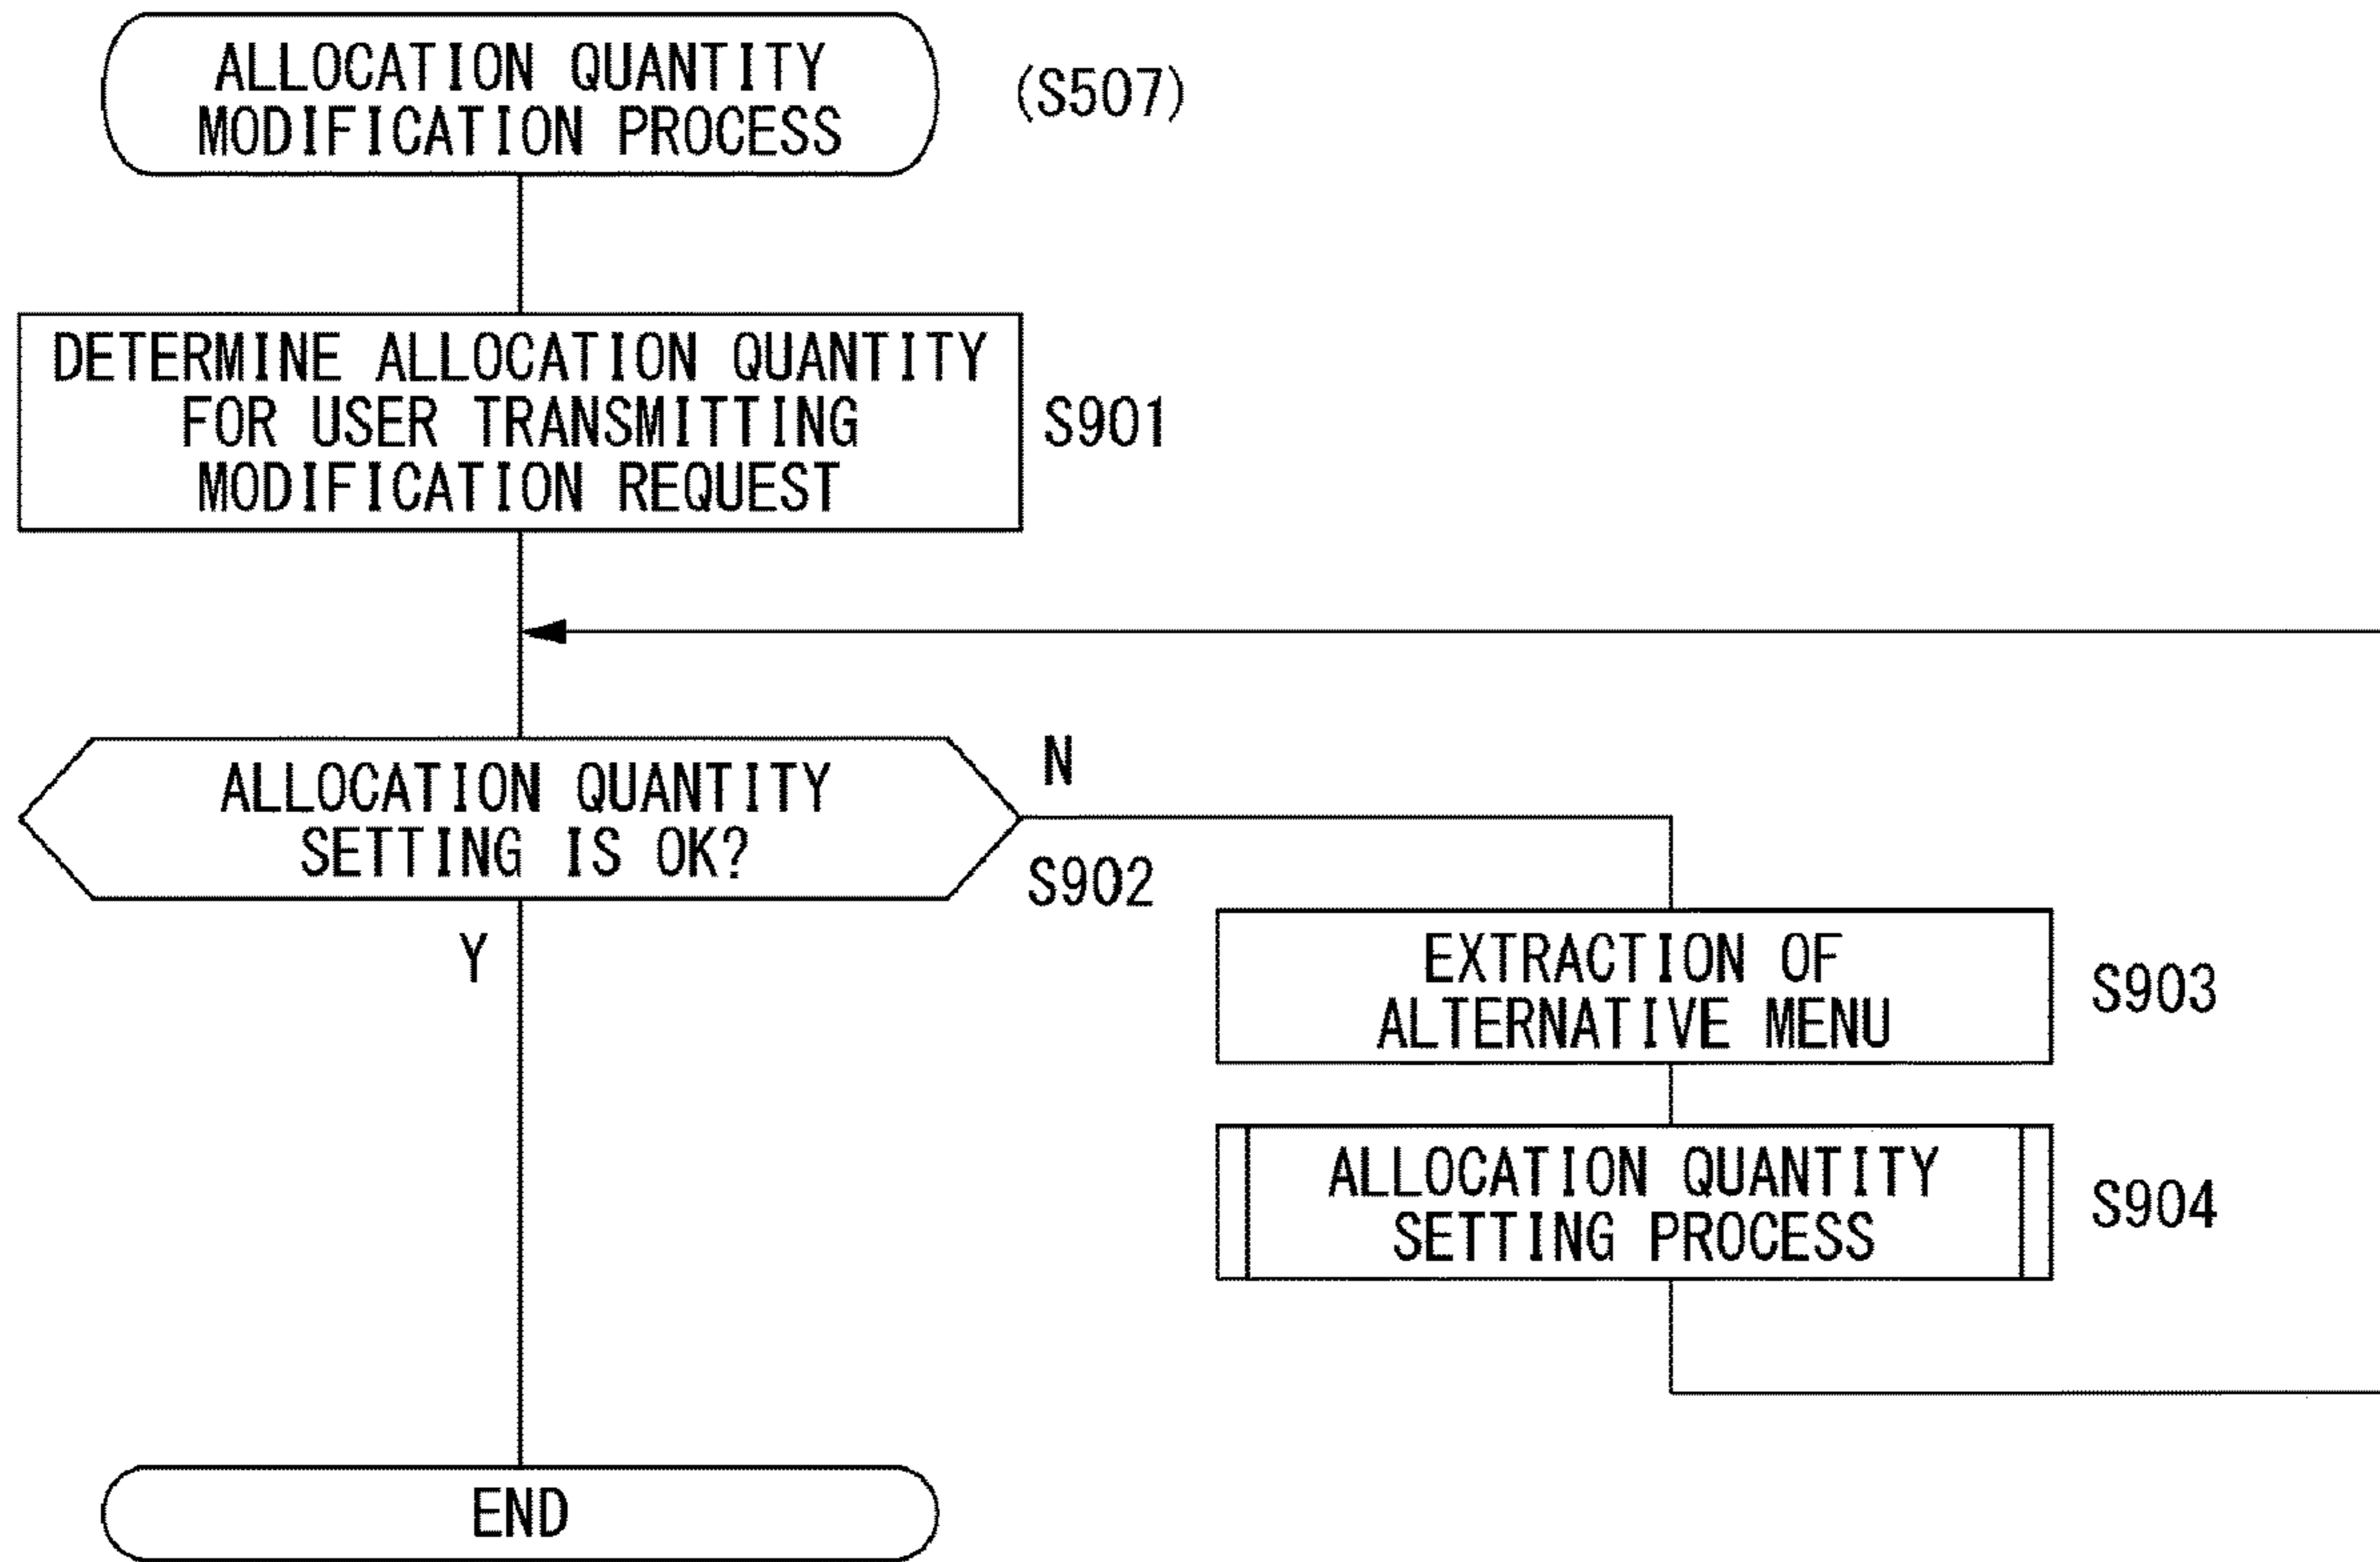 ALLOCATION QUANTITY
MODIFICATION PROCESS
(S507)
DETERMINE ALLOCATION QUANTITY
FOR USER TRANSMITTING
MODIFICATION REQUEST
S901
ALLOCATION QUANTITY
SETTING IS OK?
N
S902
Y
EXTRACTION OF
ALTERNATIVE MENU
S903
ALLOCATION QUANTITY
SETTING PROCESS
S904
END